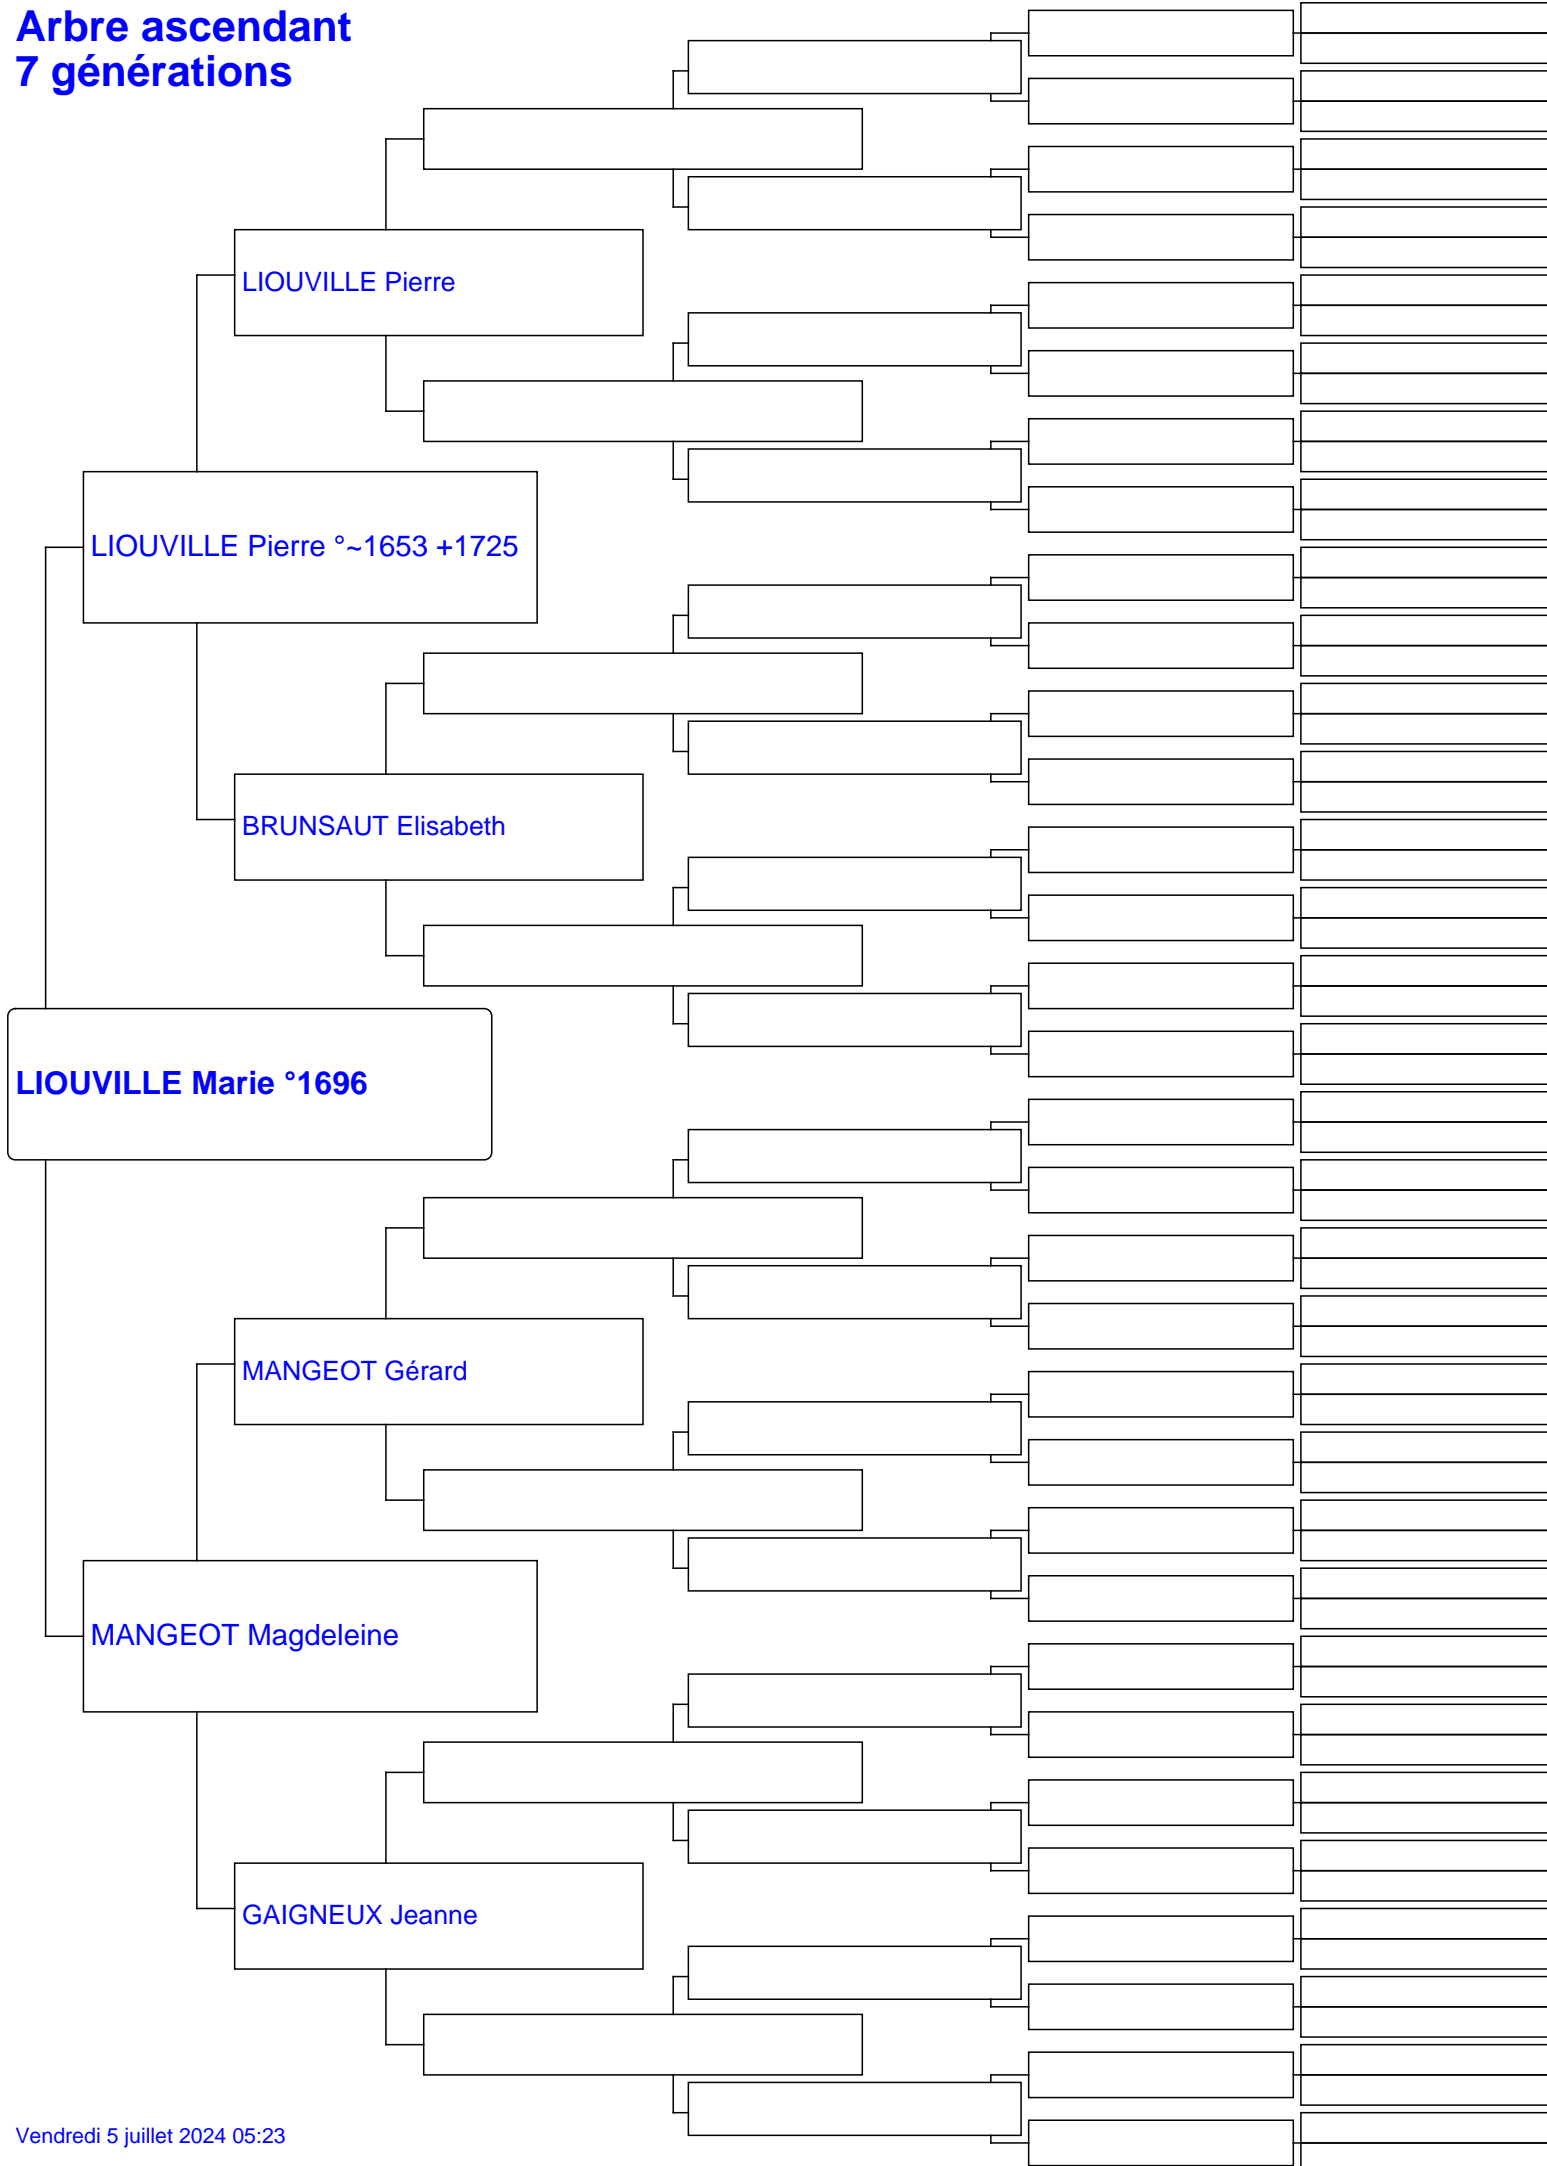 Arbre ascendant
7 générations
LIOUVILLE Pierre
LIOUVILLE Pierre °~1653 +1725
BRUNSAUT Elisabeth
LIOUVILLE Marie °1696
MANGEOT Gérard
MANGEOT Magdeleine
GAIGNEUX Jeanne
Vendredi 5 juillet 2024 05:23